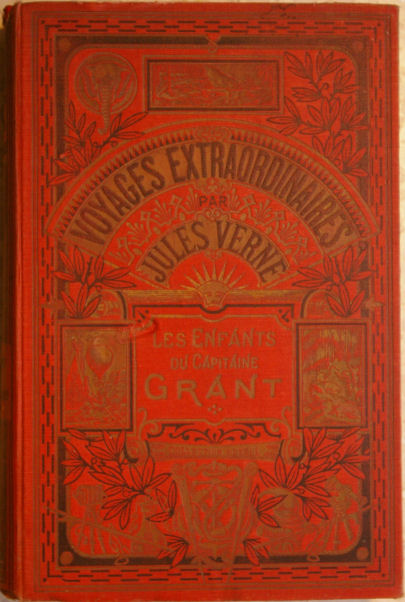 VOYAGES EXTRAORDINAIRES
PAR
JULES VERNE
LES ENFANTS
DU CAPITAINE
GRANT